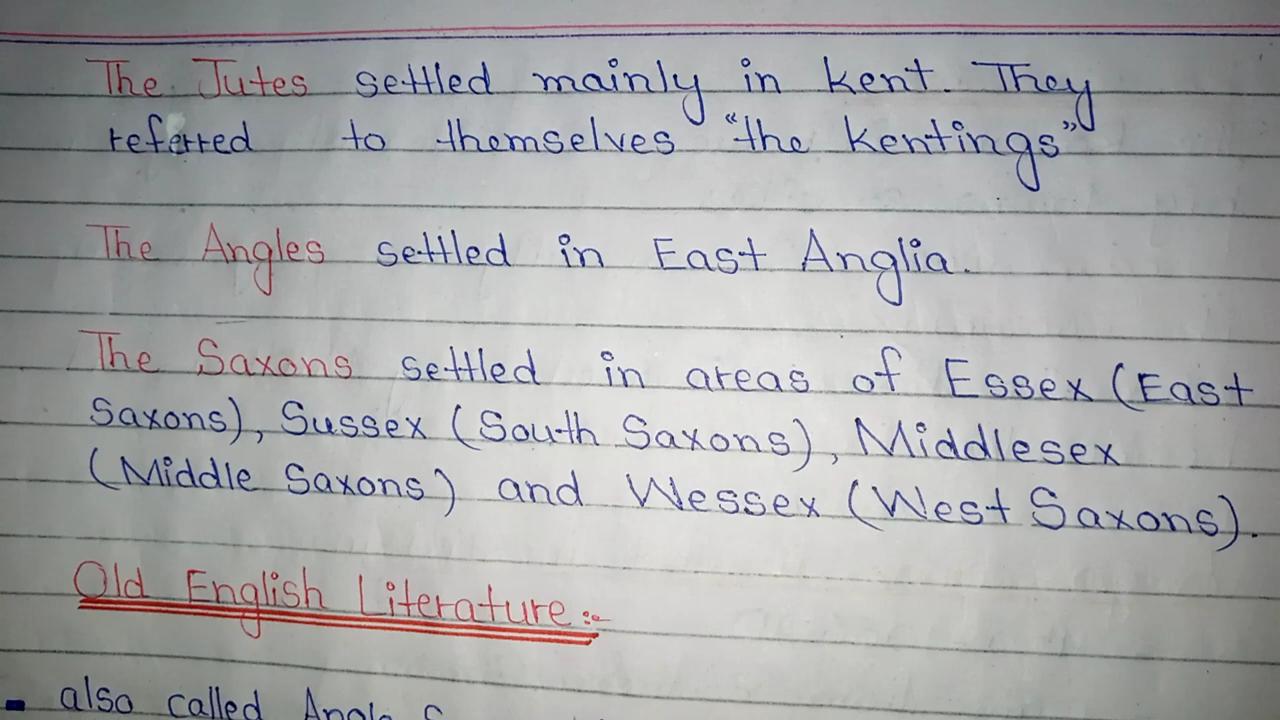 The Jutes settled mainly in kent. They
referred to themselves "the kentings"
The Angles settled in East Anglia.
The Saxons settled in areas of Essex (East
Saxons), Sussex (South Saxons), Middlesex
(Middle Saxons) and Wessex (West Saxons).
Old English Literature :-
- also called